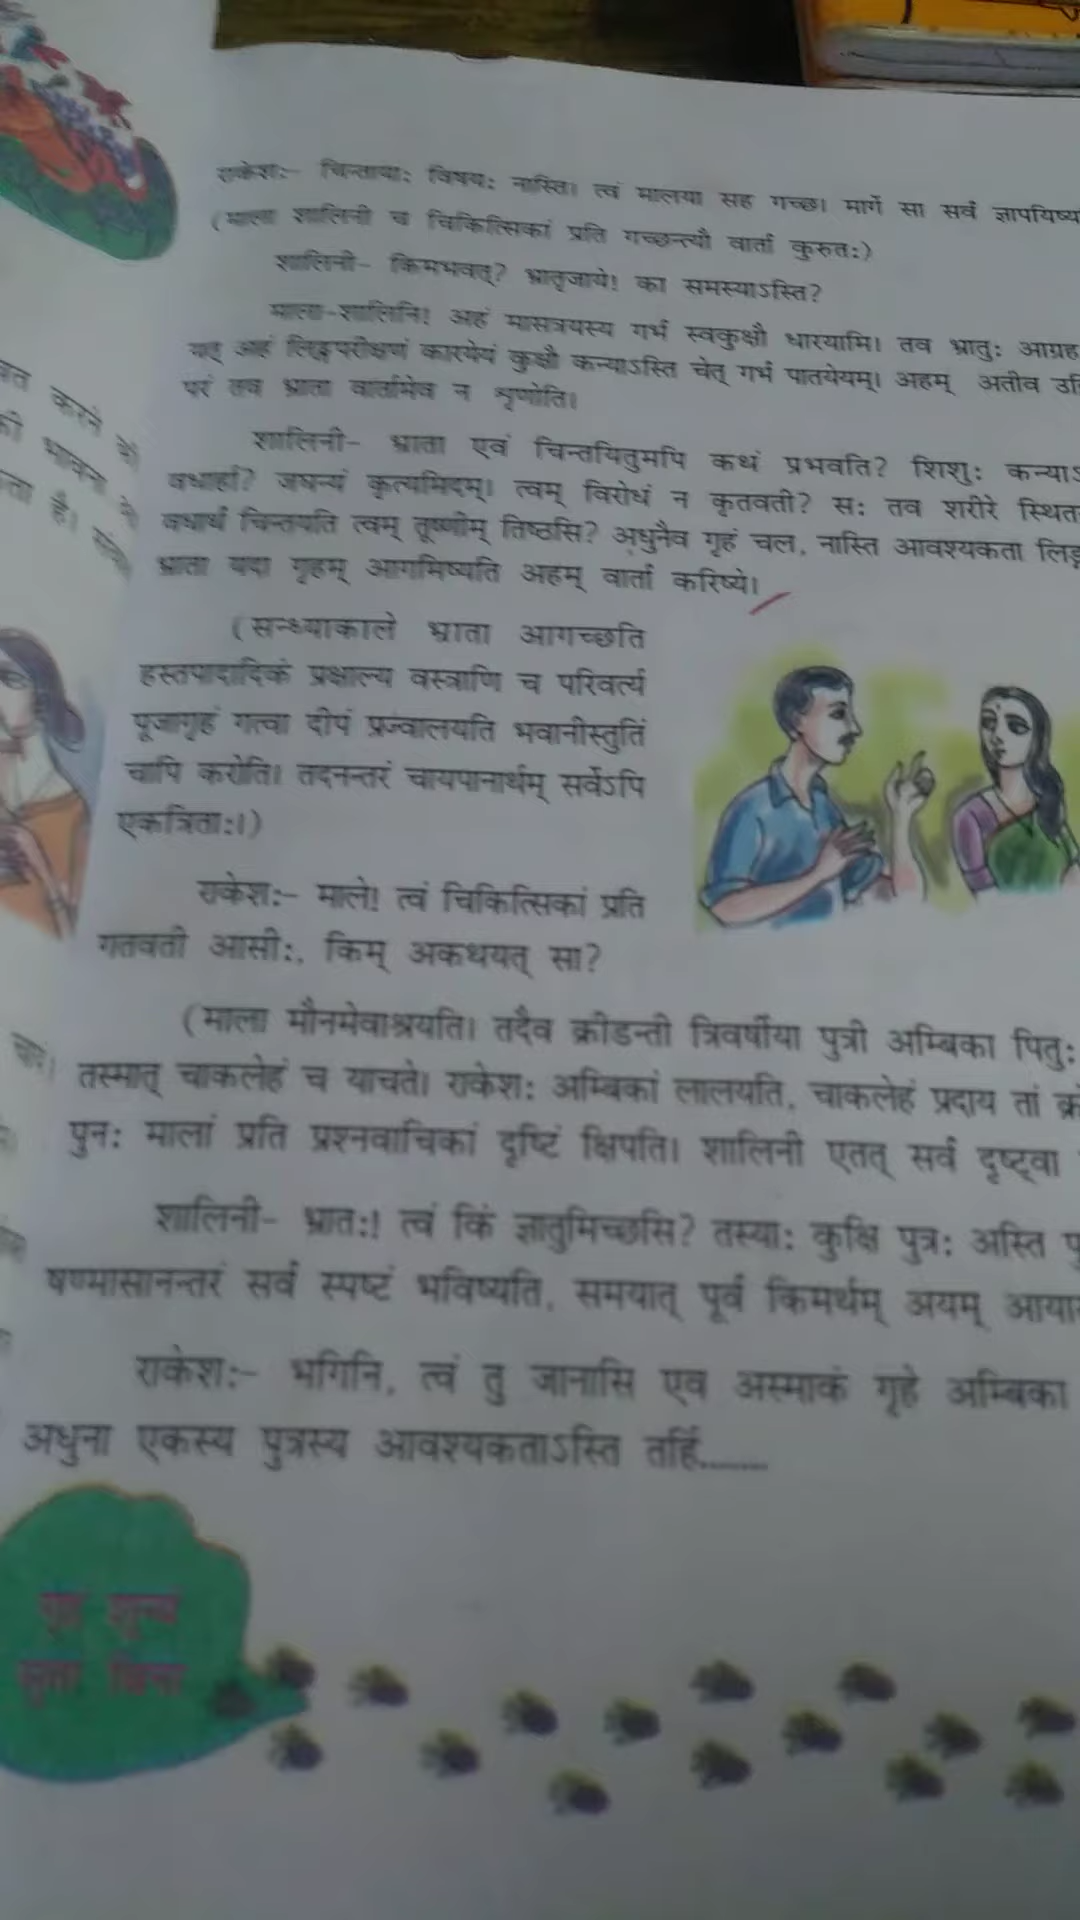 राकेशः– चिन्तायाः विषयः नास्ति। त्वं मालया सह गच्छ। मार्गे सा सर्वं ज्ञापयिष्य
(माला शालिनी च चिकित्सिकां प्रति गच्छन्त्यौ वार्तां कुरुतः)
शालिनी– किमभवत्? भ्रातृजाये! का समस्याऽस्ति?
माला-शालिनि! अहं मासत्रयस्य गर्भं स्वकुक्षौ धारयामि। तव भ्रातुः आग्रह
यत् अहं लिङ्गपरीक्षणं कारयेयं कुक्षौ कन्याऽस्ति चेत् गर्भं पातयेयम्। अहम् अतीव उ
परं तव भ्राता वार्तामेव न शृणोति।
शालिनी– भ्राता एवं चिन्तयितुमपि कथं प्रभवति? शिशुः कन्याऽ
वधार्हा? जघन्यं कृत्यमिदम्। त्वम् विरोधं न कृतवती? सः तव शरीरे स्थित
वधार्थं चिन्तयति त्वम् तूष्णीम् तिष्ठसि? अधुनैव गृहं चल, नास्ति आवश्यकता लिङ्ग
भ्राता यदा गृहम् आगमिष्यति अहम् वार्तां करिष्ये।
(सन्ध्याकाले भ्राता आगच्छति
हस्तपादादिकं प्रक्षाल्य वस्त्राणि च परिवर्त्य
पूजागृहं गत्वा दीपं प्रज्वालयति भवानीस्तुतिं
चापि करोति। तदनन्तरं चायपानार्थम् सर्वेऽपि
एकत्रिताः।)
राकेशः– माले! त्वं चिकित्सिकां प्रति
गतवती आसीः, किम् अकथयत् सा?
(माला मौनमेवाश्रयति। तदैव क्रीडन्ती त्रिवर्षीया पुत्री अम्बिका पितुः
तस्मात् चाकलेहं च याचते। राकेशः अम्बिकां लालयति, चाकलेहं प्रदाय तां क्रो
पुनः मालां प्रति प्रश्नवाचिकां दृष्टिं क्षिपति। शालिनी एतत् सर्वं दृष्ट्वा
शालिनी– भ्रातः! त्वं किं ज्ञातुमिच्छसि? तस्याः कुक्षि पुत्रः अस्ति पु
षण्मासानन्तरं सर्वं स्पष्टं भविष्यति, समयात् पूर्वं किमर्थम् अयम् आया
राकेशः– भगिनि, त्वं तु जानासि एव अस्माकं गृहे अम्बिका
अधुना एकस्य पुत्रस्य आवश्यकताऽस्ति तर्हि........
गृहं शून्यं
सुतां विना